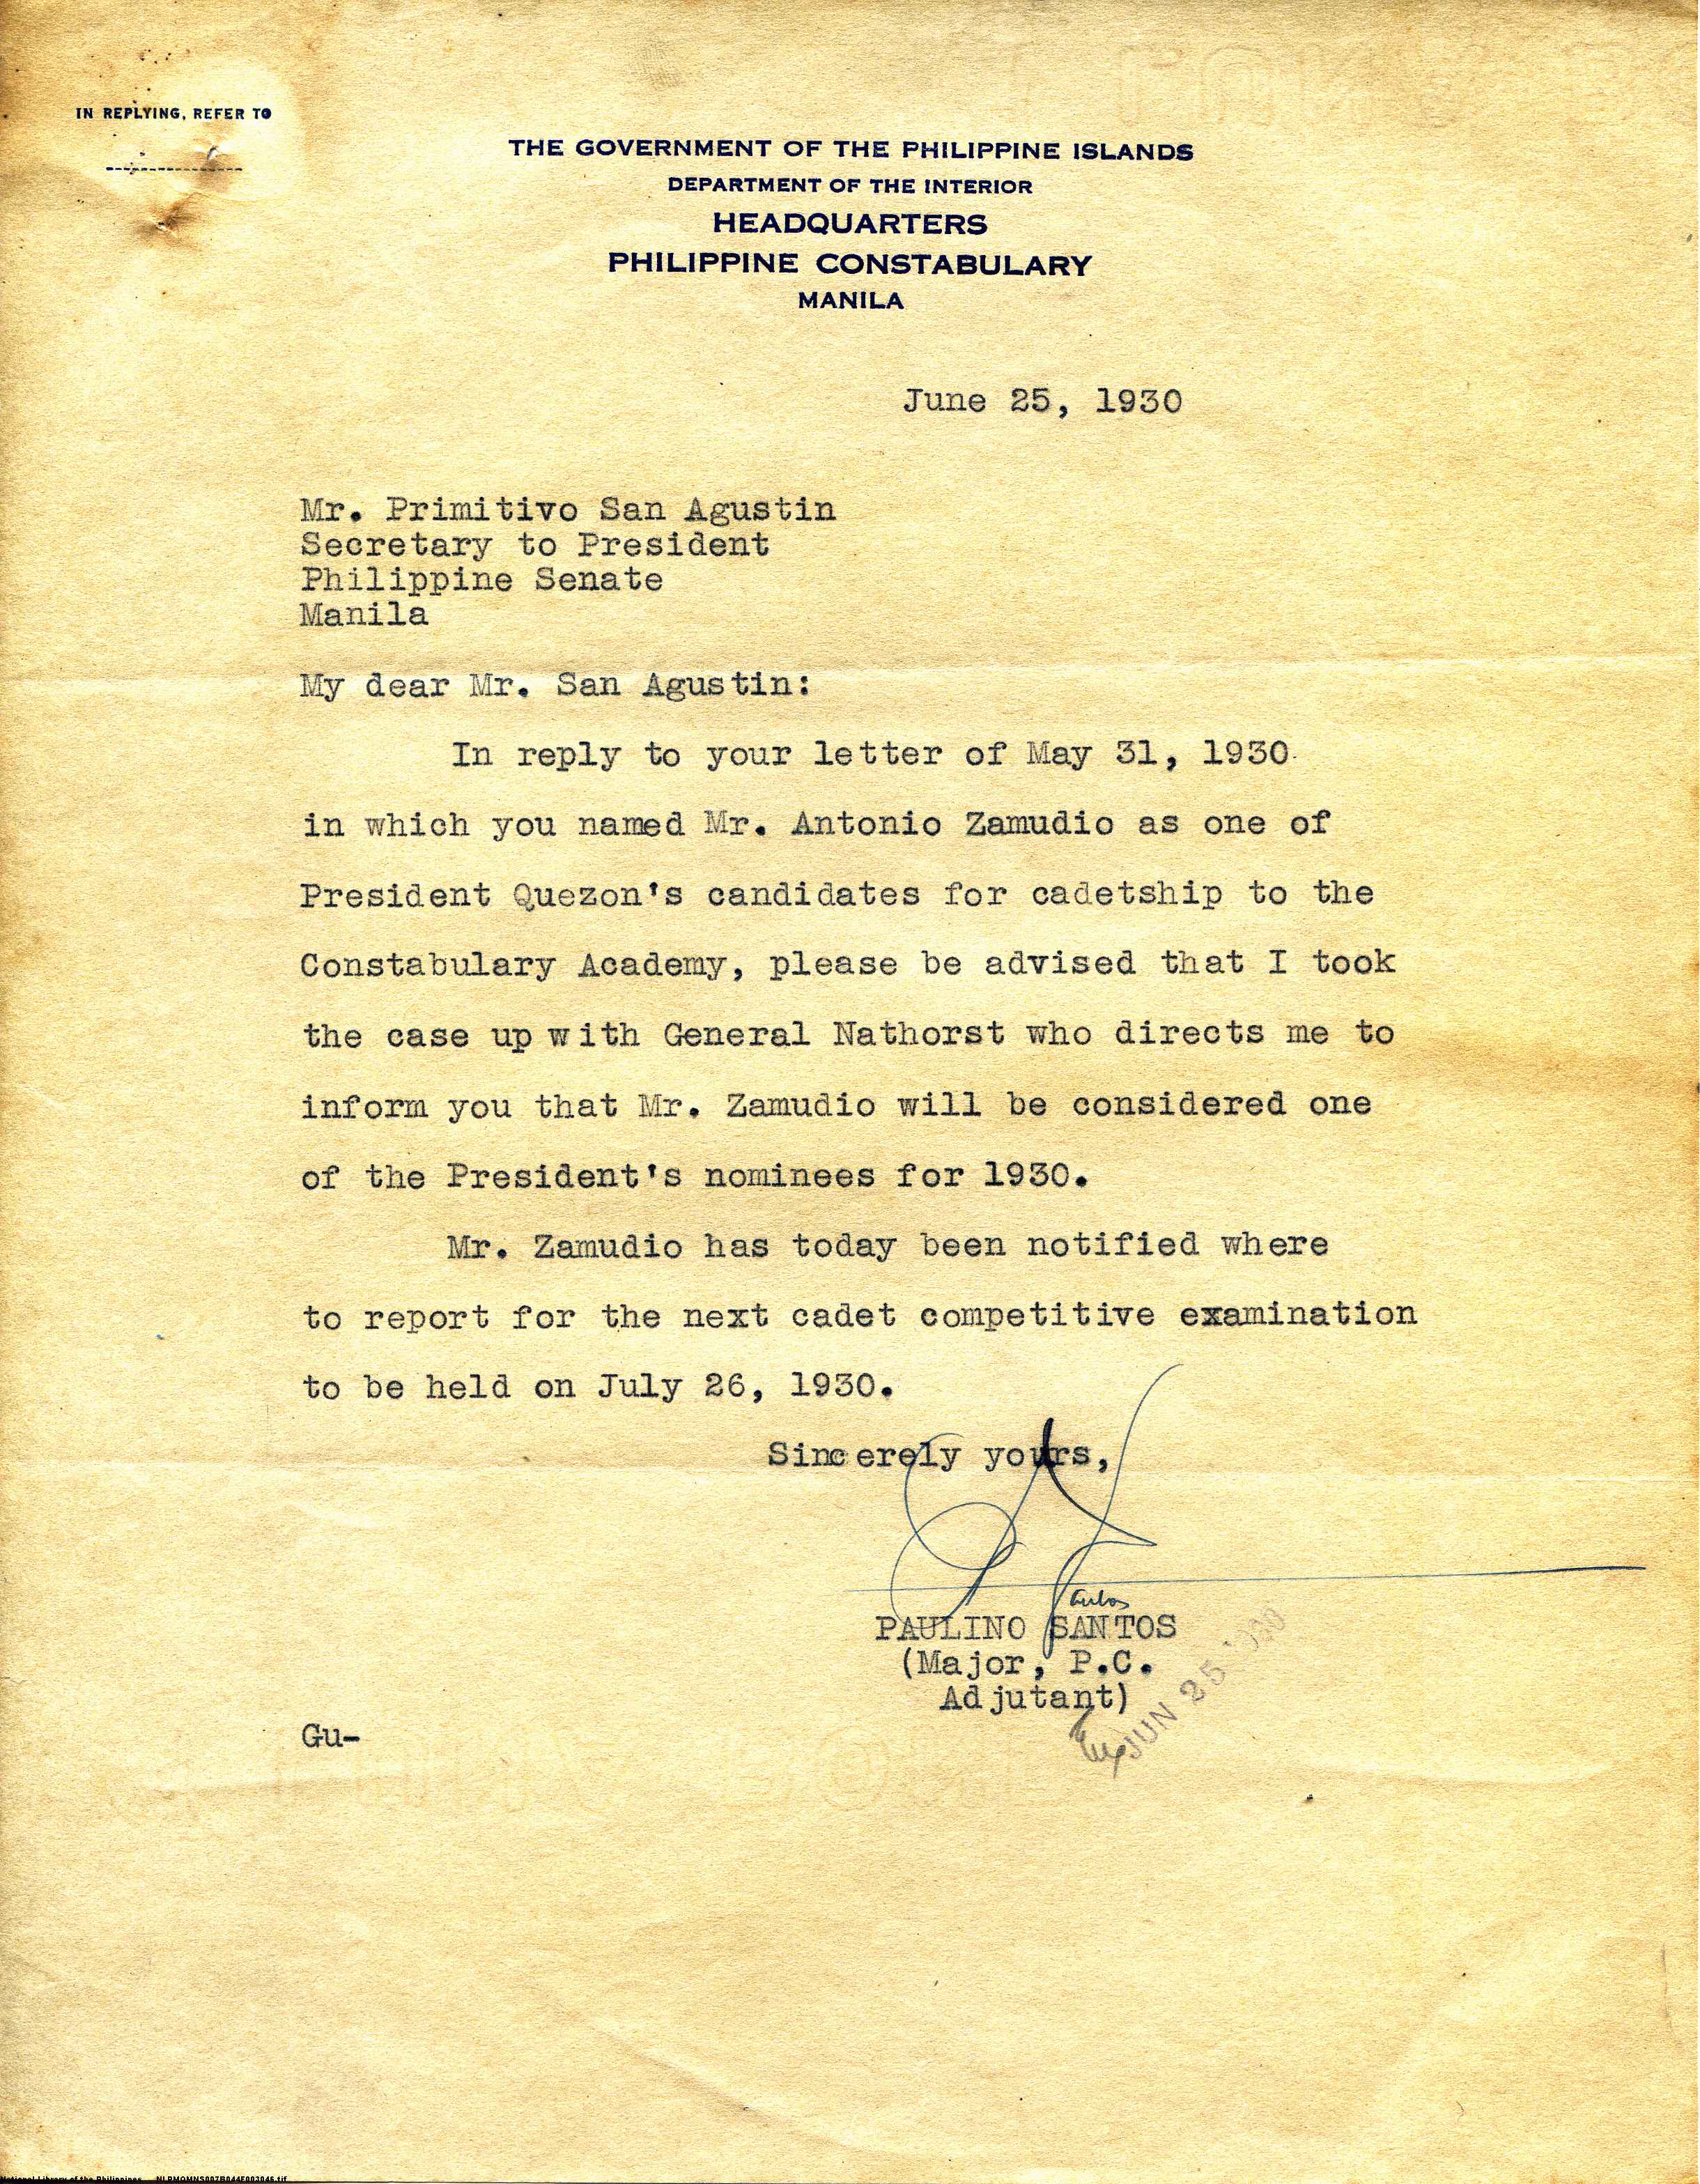 IN REPLYING, REFER TO
THE GOVERNMENT OF THE PHILIPPINE ISLANDS
DEPARTMENT OF THE INTERIOR
HEADQUARTERS
PHILIPPINE CONSTABULARY
MANILA
June 25, 1930
Mr. Primitivo San Agustin
Secretary to President
Philippine Senate
Manila
My dear Mr. San Agustin:
In reply to your letter of May 31, 1930
in which you named Mr. Antonio Zamudio as one of
President Quezon's candidates for cadetship to the
Constabulary Academy, please be advised that I took
the case up with General Nathorst who directs me to
inform you that Mr. Zamudio will be considered one
of the President's nominees for 1930.
Mr. Zamudio has today been notified where
to report for the next cadet competitive examination
to be held on July 26, 1930.
Sincerely yours,
PAULINO SANTOS
(Major, P.C.
Adjutant)
JUN 25 1930
Gu-
National Library of the Philippines